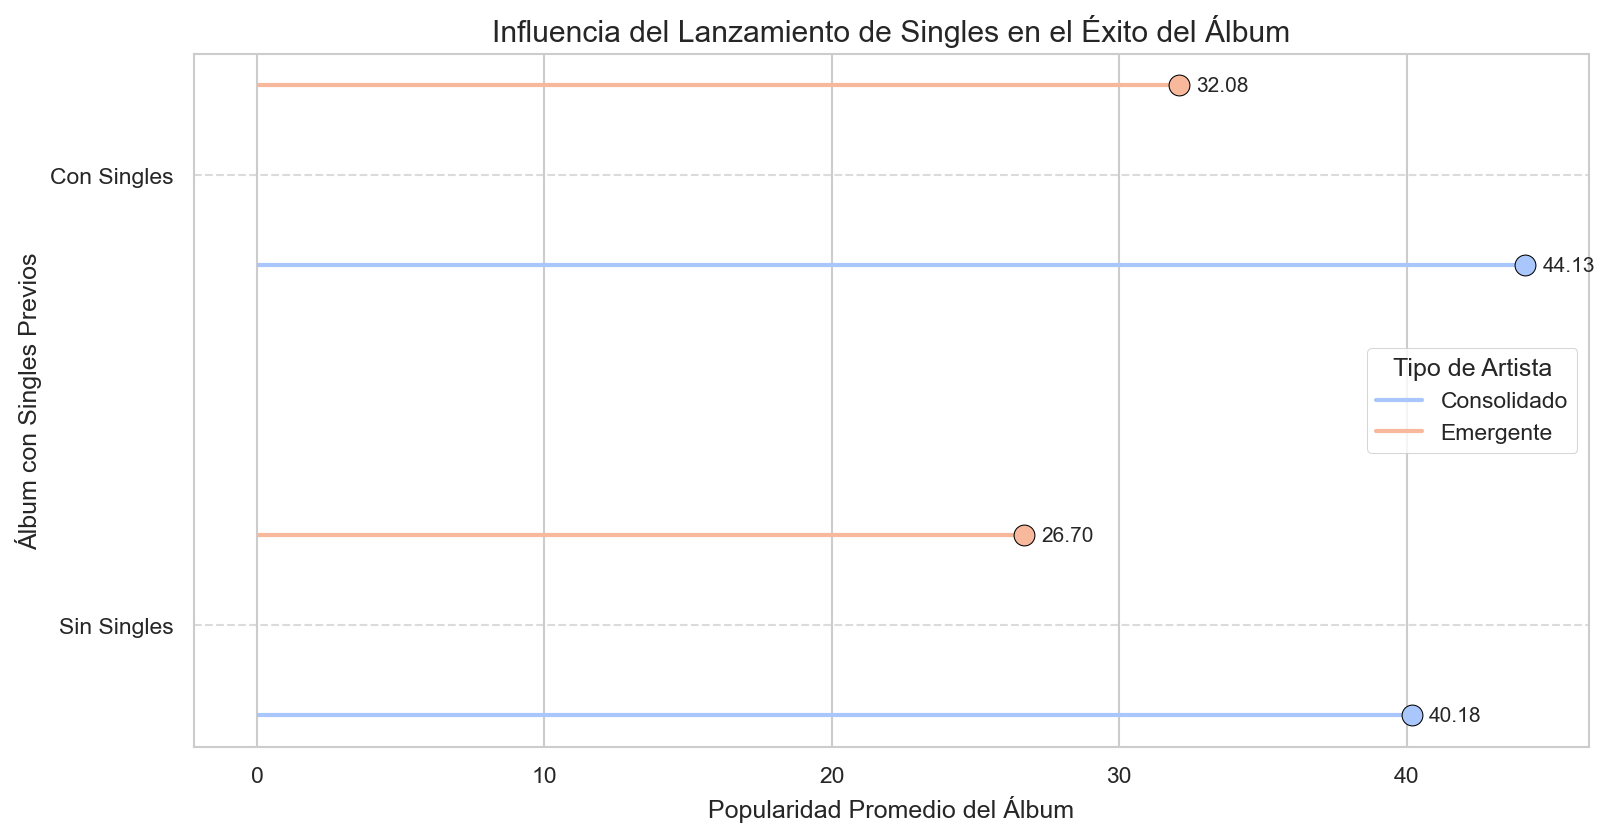 Influencia del Lanzamiento de Singles en el Éxito del Álbum
32.08
Con Singles
44.13
Álbum con Singles Previos
Tipo de Artista
Consolidado
Emergente
26.70
Sin Singles
40.18
0 10 20 30 40
Popularidad Promedio del Álbum